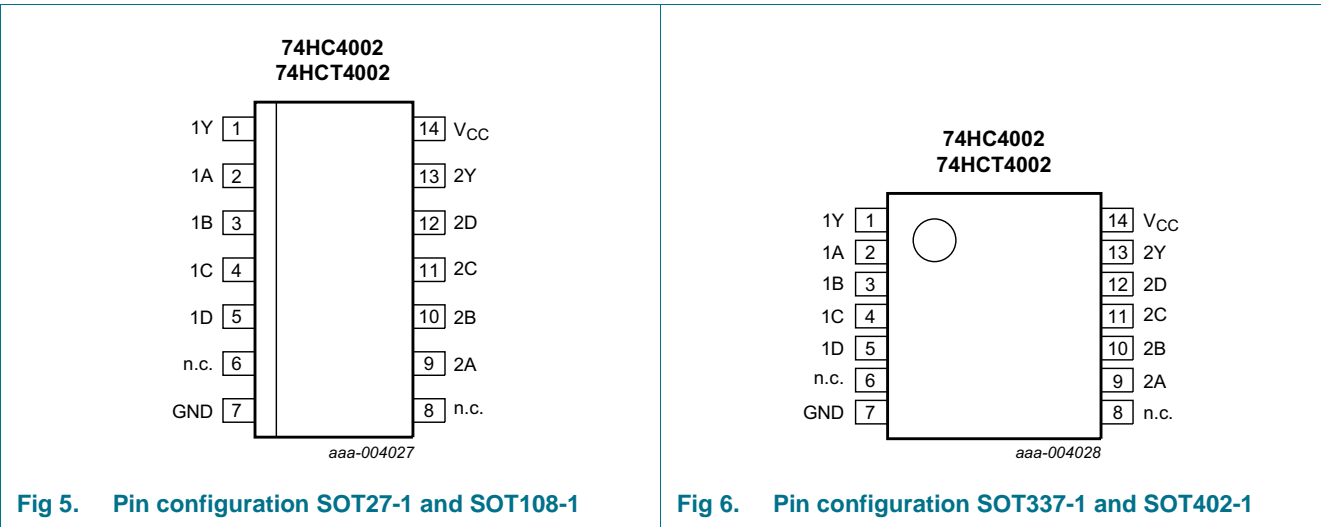 74HC4002
74HCT4002
1Y 1 14 VCC
1A 2 13 2Y
1B 3 12 2D
1C 4 11 2C
1D 5 10 2B
n.c. 6 9 2A
GND 7 8 n.c.
aaa-004027
Fig 5. Pin configuration SOT27-1 and SOT108-1
74HC4002
74HCT4002
1Y 1 14 VCC
1A 2 13 2Y
1B 3 12 2D
1C 4 11 2C
1D 5 10 2B
n.c. 6 9 2A
GND 7 8 n.c.
aaa-004028
Fig 6. Pin configuration SOT337-1 and SOT402-1